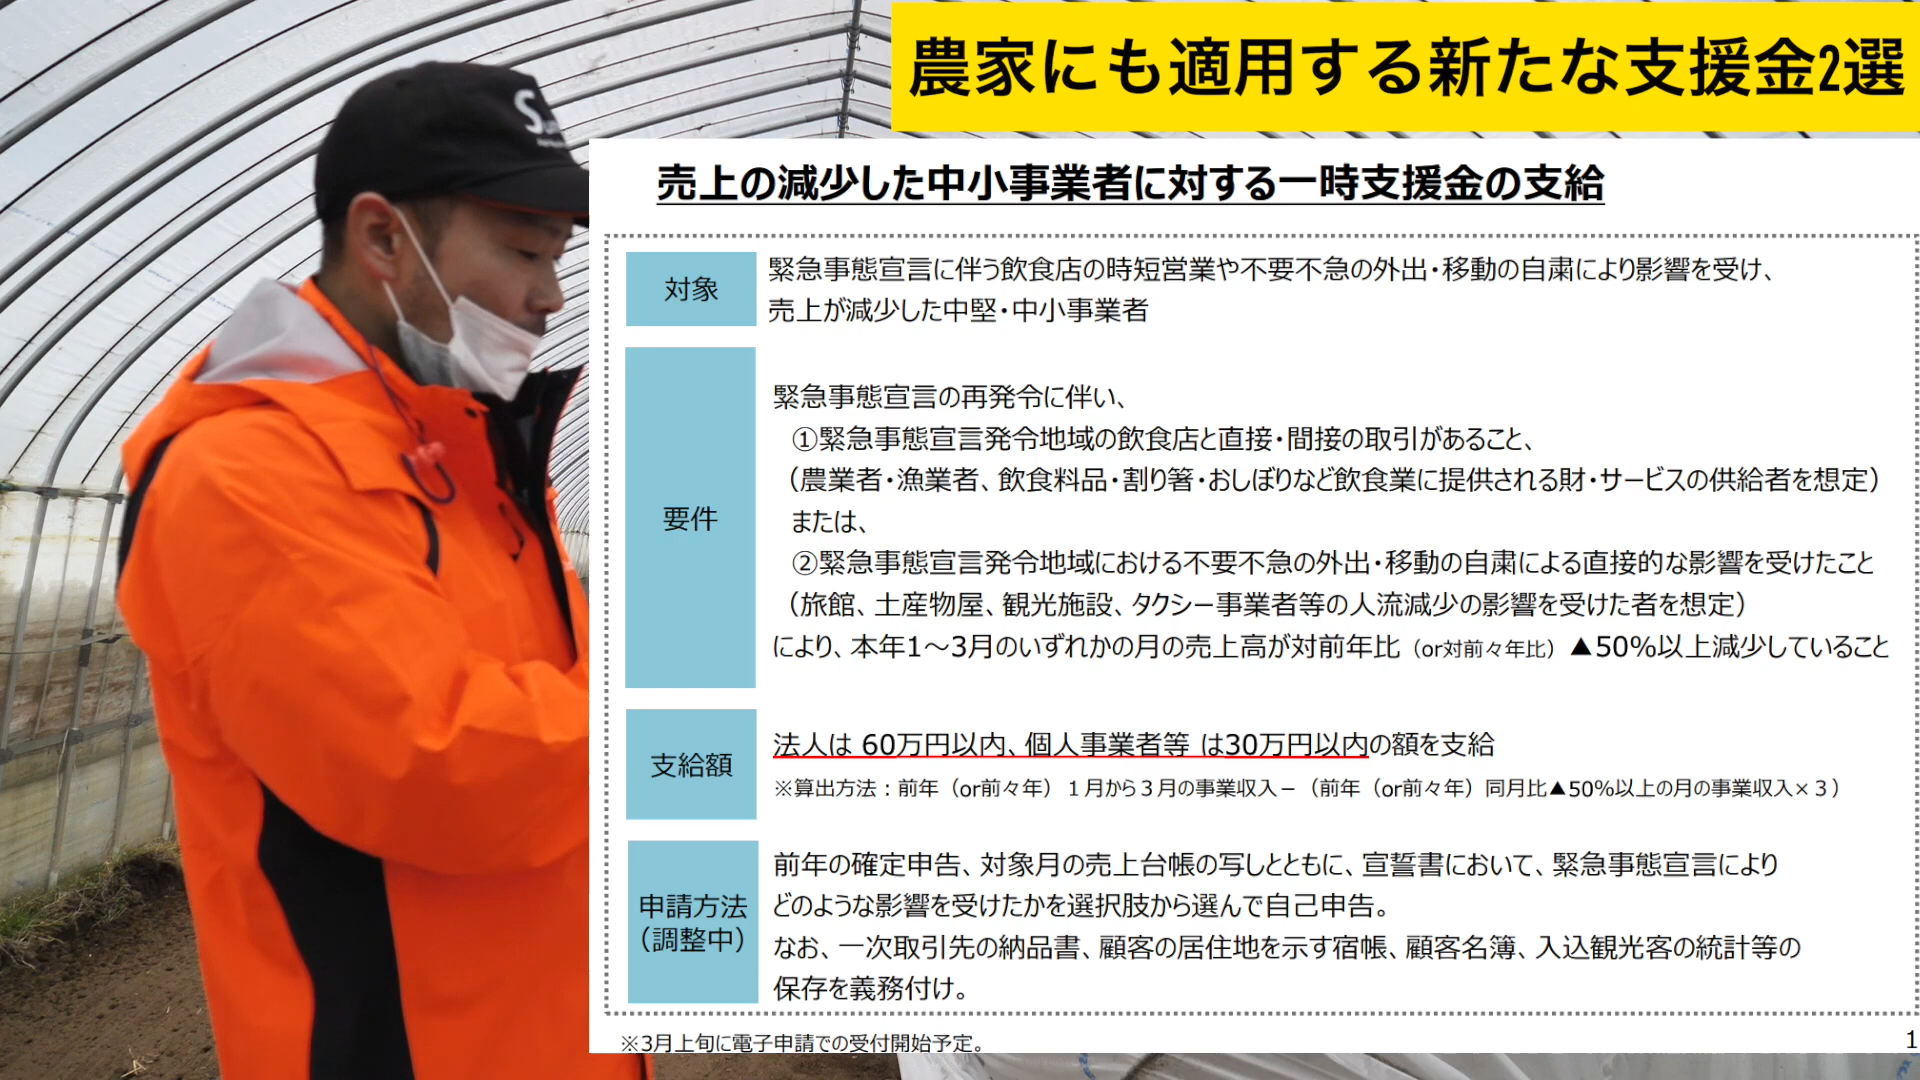 農家にも適用する新たな支援金2選
売上の減少した中小事業者に対する一時支援金の支給
対象
緊急事態宣言に伴う飲食店の時短営業や不要不急の外出・移動の自粛により影響を受け、
売上が減少した中堅・中小事業者
要件
緊急事態宣言の再発令に伴い、
①緊急事態宣言発令地域の飲食店と直接・間接の取引があること、
（農業者・漁業者、飲食料品・割り箸・おしぼりなど飲食業に提供される財・サービスの供給者を想定）
または、
②緊急事態宣言発令地域における不要不急の外出・移動の自粛による直接的な影響を受けたこと
（旅館、土産物屋、観光施設、タクシー事業者等の人流減少の影響を受けた者を想定）
により、本年1～3月のいずれかの月の売上高が対前年比（or対前々年比）▲50%以上減少していること
支給額
法人は 60万円以内、個人事業者等 は30万円以内の額を支給
※算出方法：前年（or前々年）１月から３月の事業収入－（前年（or前々年）同月比▲50%以上の月の事業収入×３）
申請方法
（調整中）
前年の確定申告、対象月の売上台帳の写しとともに、宣誓書において、緊急事態宣言により
どのような影響を受けたかを選択肢から選んで自己申告。
なお、一次取引先の納品書、顧客の居住地を示す宿帳、顧客名簿、入込観光客の統計等の
保存を義務付け。
※3月上旬に電子申請での受付開始予定。
1